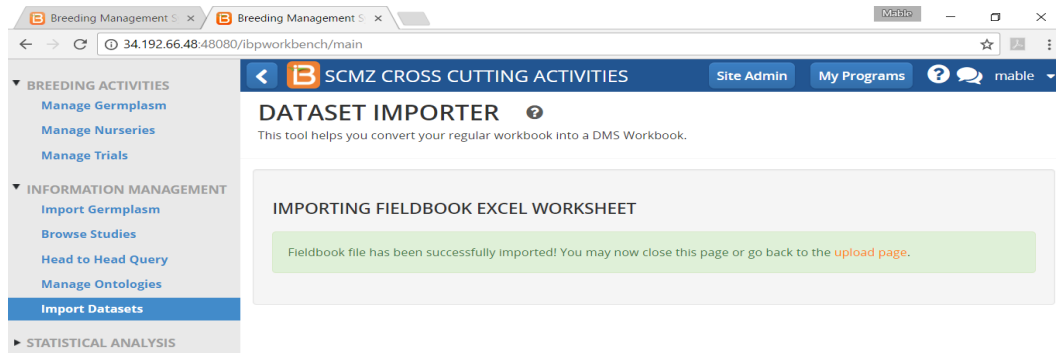 Breeding Management S
Breeding Management S
Mable
34.192.66.48:48080/ibpworkbench/main
BREEDING ACTIVITIES
Manage Germplasm
Manage Nurseries
Manage Trials
INFORMATION MANAGEMENT
Import Germplasm
Browse Studies
Head to Head Query
Manage Ontologies
Import Datasets
STATISTICAL ANALYSIS
SCMZ CROSS CUTTING ACTIVITIES
Site Admin
My Programs
mable
DATASET IMPORTER
This tool helps you convert your regular workbook into a DMS Workbook.
IMPORTING FIELDBOOK EXCEL WORKSHEET
Fieldbook file has been successfully imported! You may now close this page or go back to the upload page.